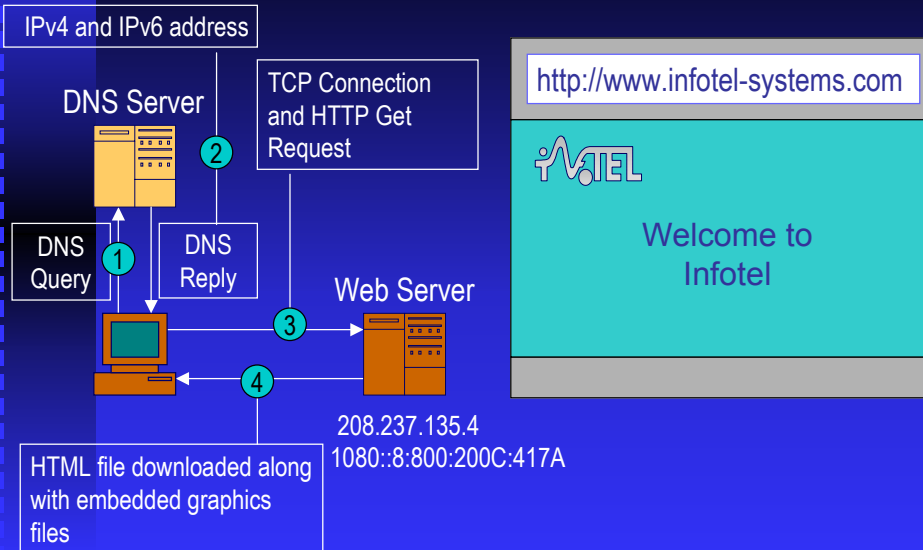 IPv4 and IPv6 address
DNS Server
TCP Connection
and HTTP Get
Request
2
DNS
Query
1
DNS
Reply
Web Server
3
4
208.237.135.4
1080::8:800:200C:417A
HTML file downloaded along
with embedded graphics
files
http://www.infotel-systems.com
INFOTEL
Welcome to
Infotel